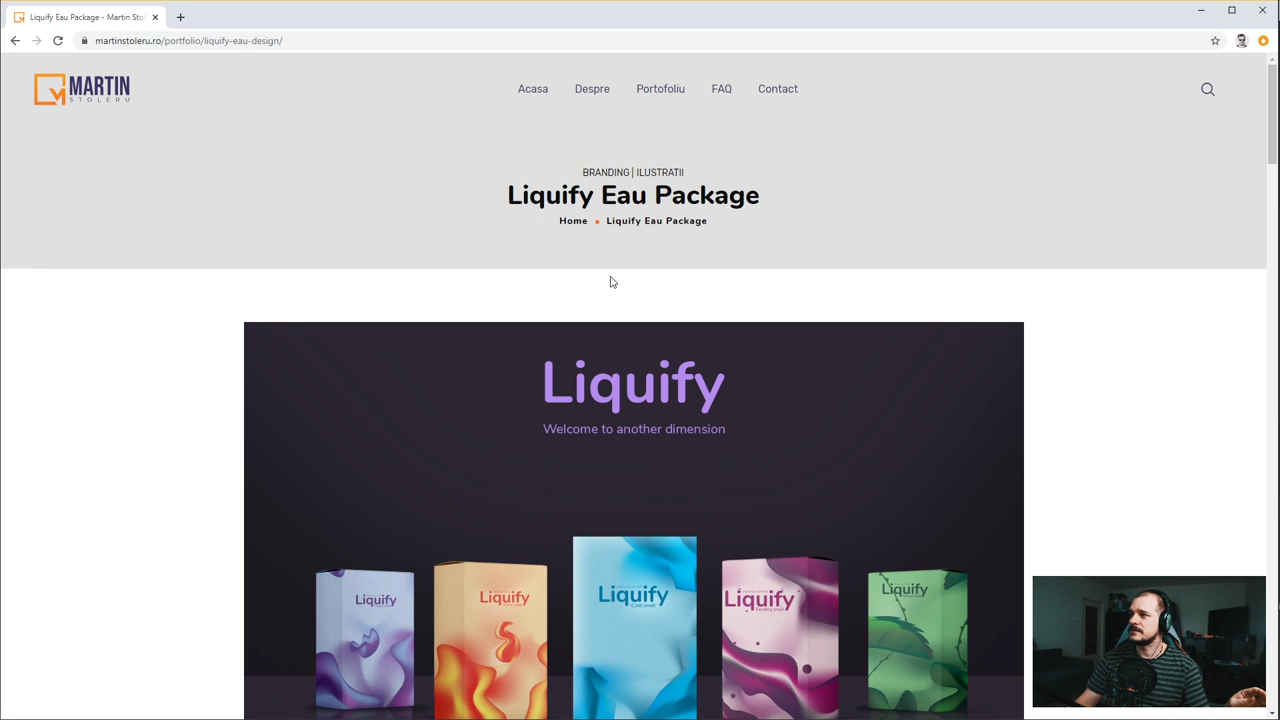 Liquify Eau Package - Martin Stol
martinstoleru.ro/portfolio/liquify-eau-design/
MARTIN
STOLERU
Acasa
Despre
Portofoliu
FAQ
Contact
BRANDING | ILUSTRATII
Liquify Eau Package
Home • Liquify Eau Package
Liquify
Welcome to another dimension
Liquify
Liquify
Liquify
Cold smell
Liquify
Exciting smell
Liquify